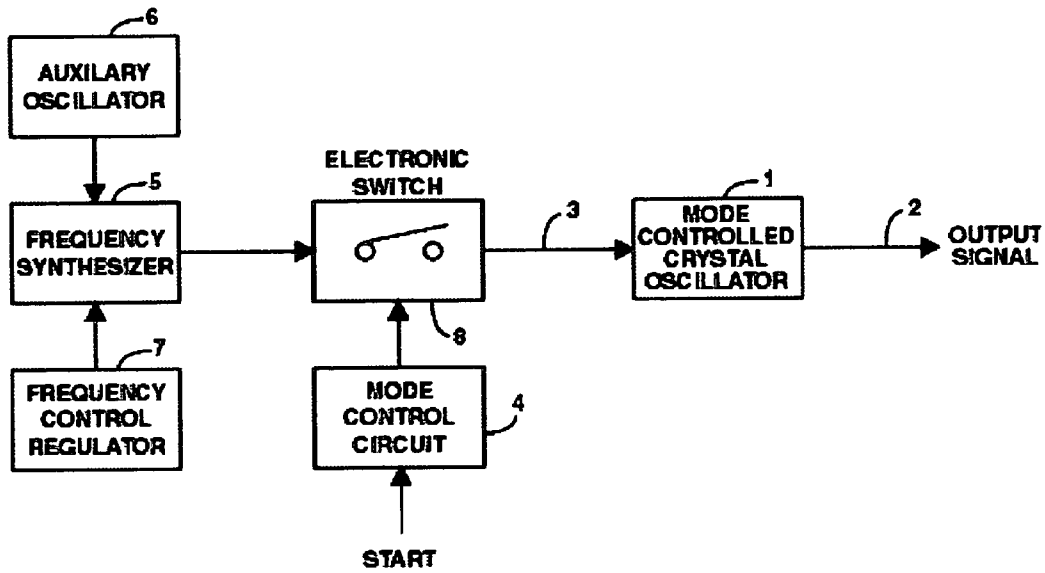 6
AUXILARY
OSCILLATOR
5
FREQUENCY
SYNTHESIZER
7
FREQUENCY
CONTROL
REGULATOR
ELECTRONIC
SWITCH
8
MODE
CONTROL
CIRCUIT
4
START
3
1
MODE
CONTROLLED
CRYSTAL
OSCILLATOR
2
OUTPUT
SIGNAL